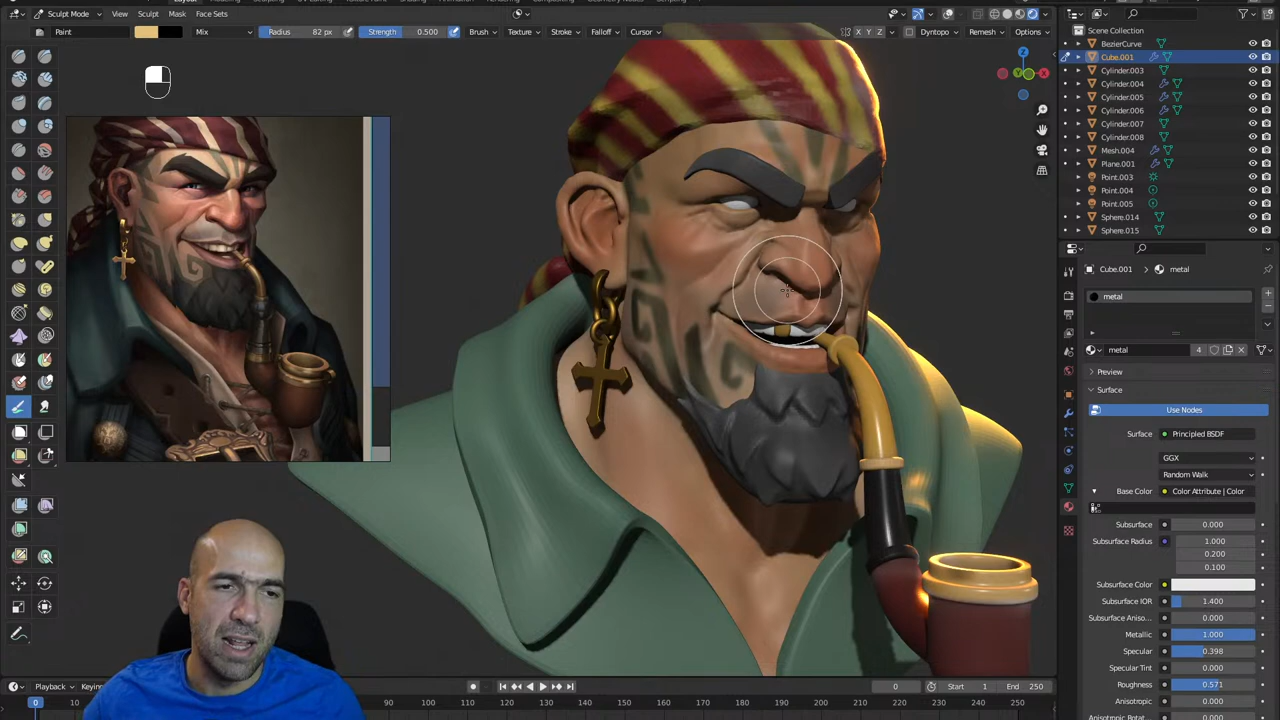 Layout Modeling Sculpting
Sculpt Mode View Sculpt Mask Face Sets
Paint Mix Radius 82 px Strength 0.500 Brush Texture Stroke Falloff Cursor X Y Z Dyntopo Remesh Options
Z
Y X
Scene Collection
BezierCurve
Cube.001
Cylinder.003
Cylinder.004
Cylinder.005
Cylinder.006
Cylinder.007
Cylinder.008
Mesh.004
Plane.001
Point.003
Point.004
Point.005
Sphere.014
Sphere.015
Cube.001 metal
metal
metal 4
Preview
Surface
Use Nodes
Surface Principled BSDF
GGX
Random Walk
Base Color Color Attribute | Color
Subsurface 0.000
Subsurface Radius 1.000
0.200
0.100
Subsurface Color
Subsurface IOR 1.400
Subsurface Aniso... 0.000
Metallic 1.000
Specular 0.398
Specular Tint 0.000
Roughness 0.571
Anisotropic 0.000
Playback Keying 0 Start 1 End 250
0 10 80 90 100 110 120 130 140 150 160 170 180 190 200 210 220 230 240 250